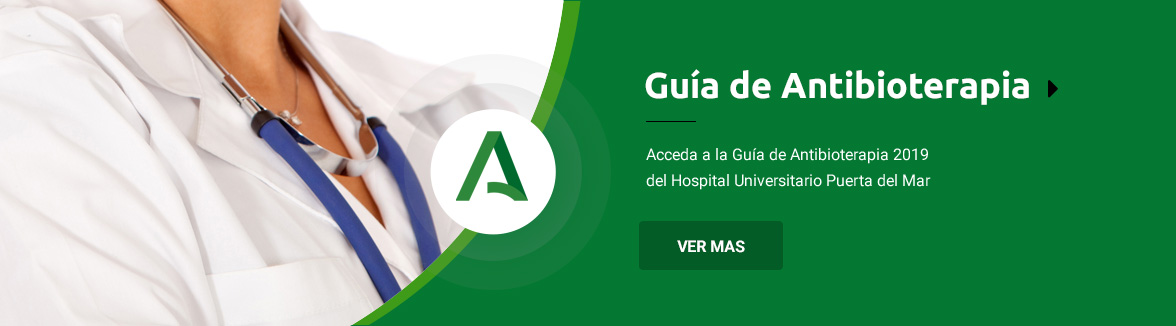 Guía de Antibioterapia
Acceda a la Guía de Antibioterapia 2019
del Hospital Universitario Puerta del Mar
VER MAS